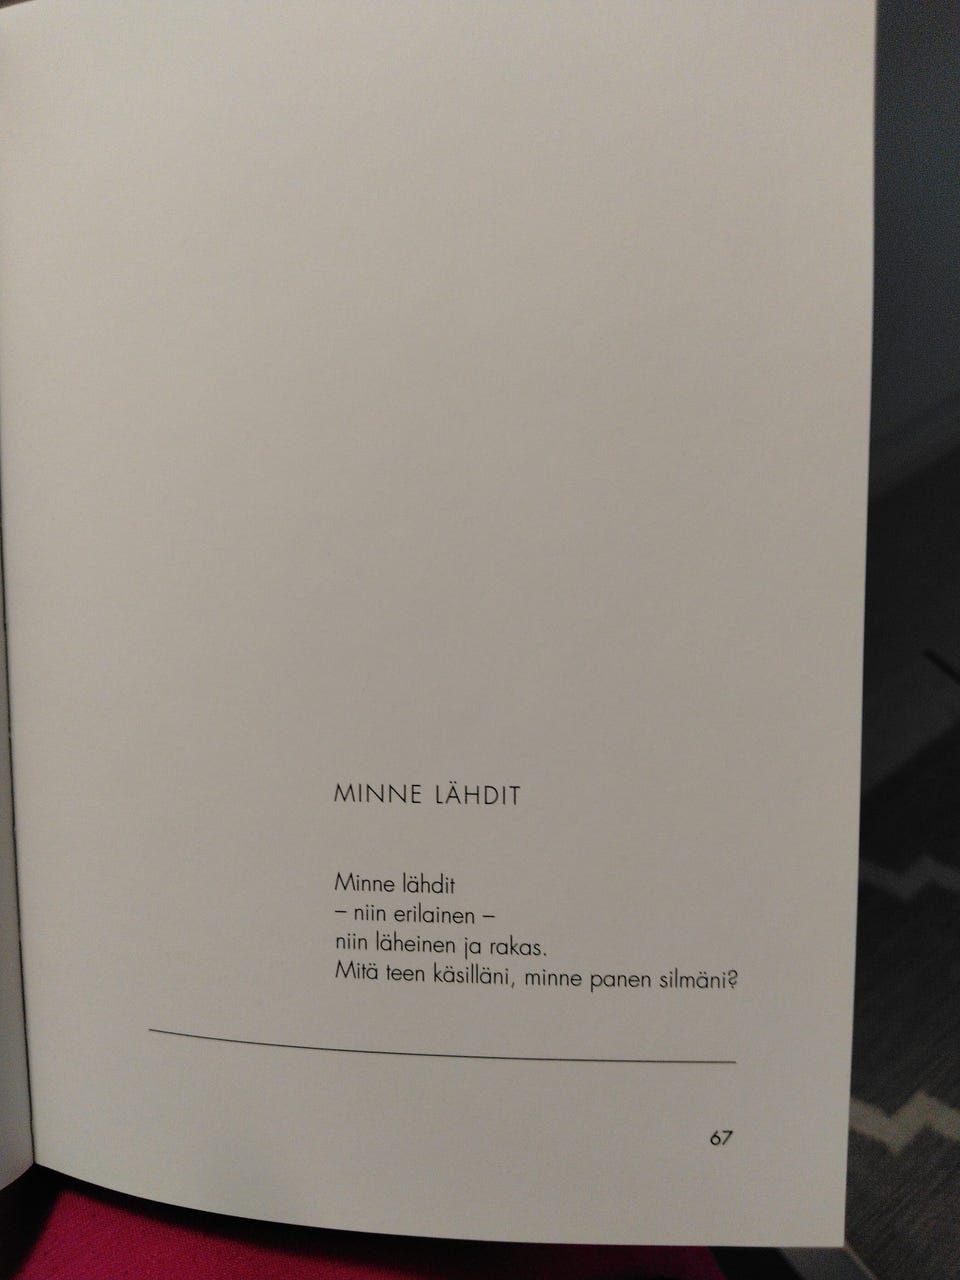 MINNE LÄHDIT
Minne lähdit
– niin erilainen –
niin läheinen ja rakas.
Mitä teen käsilläni, minne panen silmäni?
67